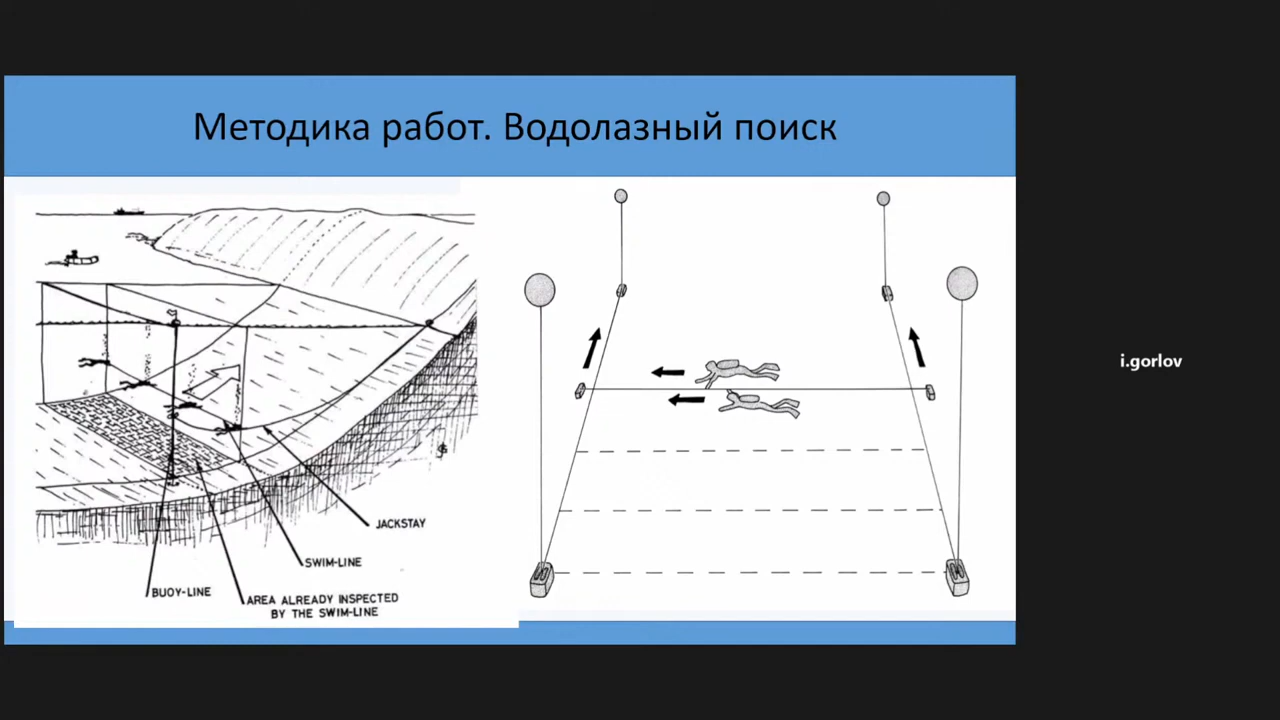 Методика работ. Водолазный поиск
JACKSTAY
SWIM-LINE
BUOY-LINE
AREA ALREADY INSPECTED
BY THE SWIM-LINE
i.gorlov